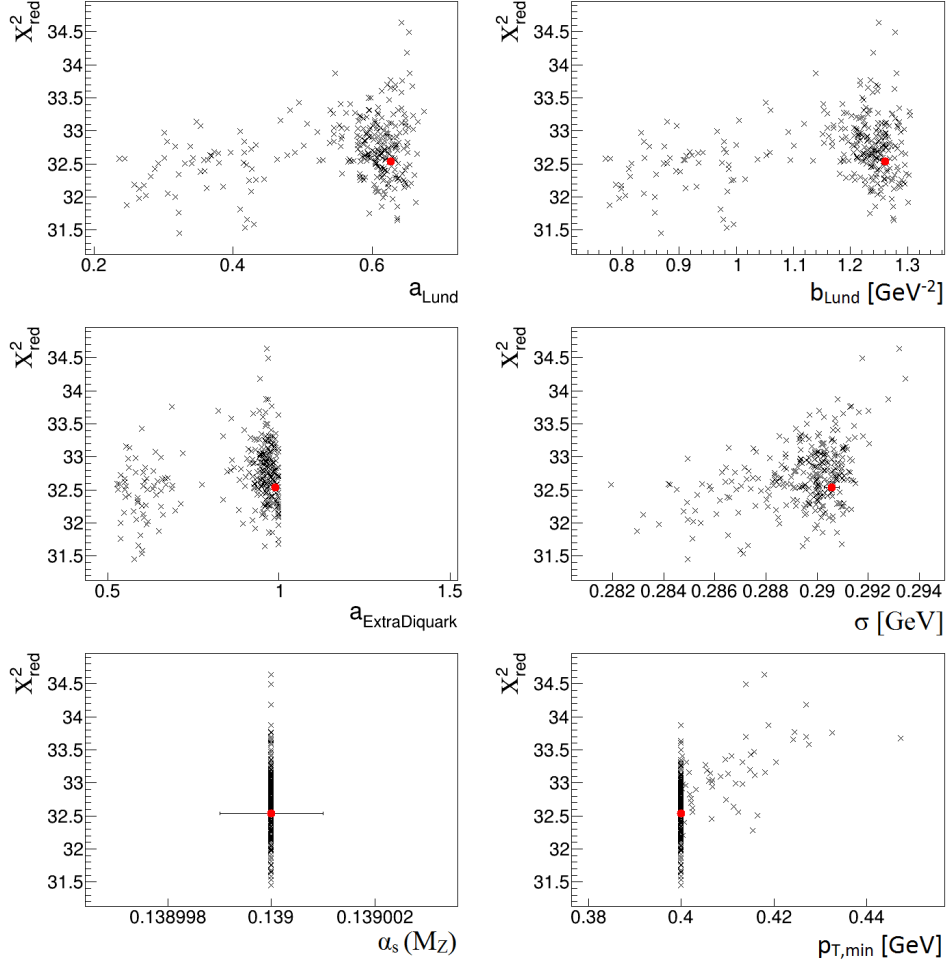 X²red
34.5
34
33.5
33
32.5
32
31.5
0.2 0.4 0.6
aLund
X²red
34.5
34
33.5
33
32.5
32
31.5
0.8 0.9 1 1.1 1.2 1.3
bLund [GeV-2]
X²red
34.5
34
33.5
33
32.5
32
31.5
0.5 1 1.5
aExtraDiquark
X²red
34.5
34
33.5
33
32.5
32
31.5
0.282 0.284 0.286 0.288 0.29 0.292 0.294
σ [GeV]
X²red
34.5
34
33.5
33
32.5
32
31.5
0.138998 0.139 0.139002
αs (MZ)
X²red
34.5
34
33.5
33
32.5
32
31.5
0.38 0.4 0.42 0.44
pT,min [GeV]